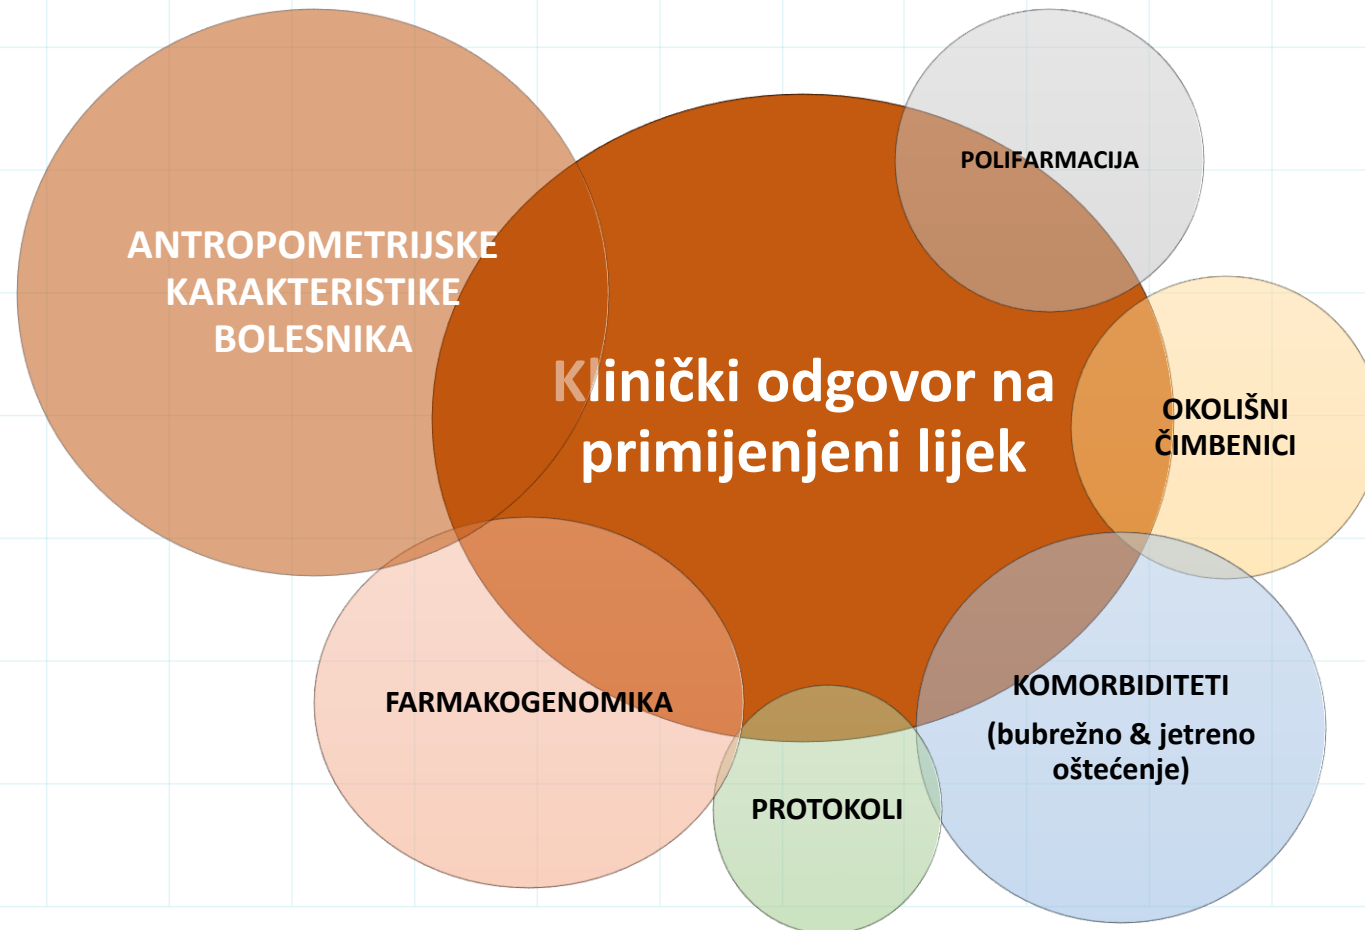 POLIFARMACIJA
ANTROPOMETRIJSKE
KARAKTERISTIKE
BOLESNIKA
Klinički odgovor na
primijenjeni lijek
OKOLIŠNI
ČIMBENICI
FARMAKOGENOMIKA
KOMORBIDITETI
(bubrežno & jetreno
oštećenje)
PROTOKOLI